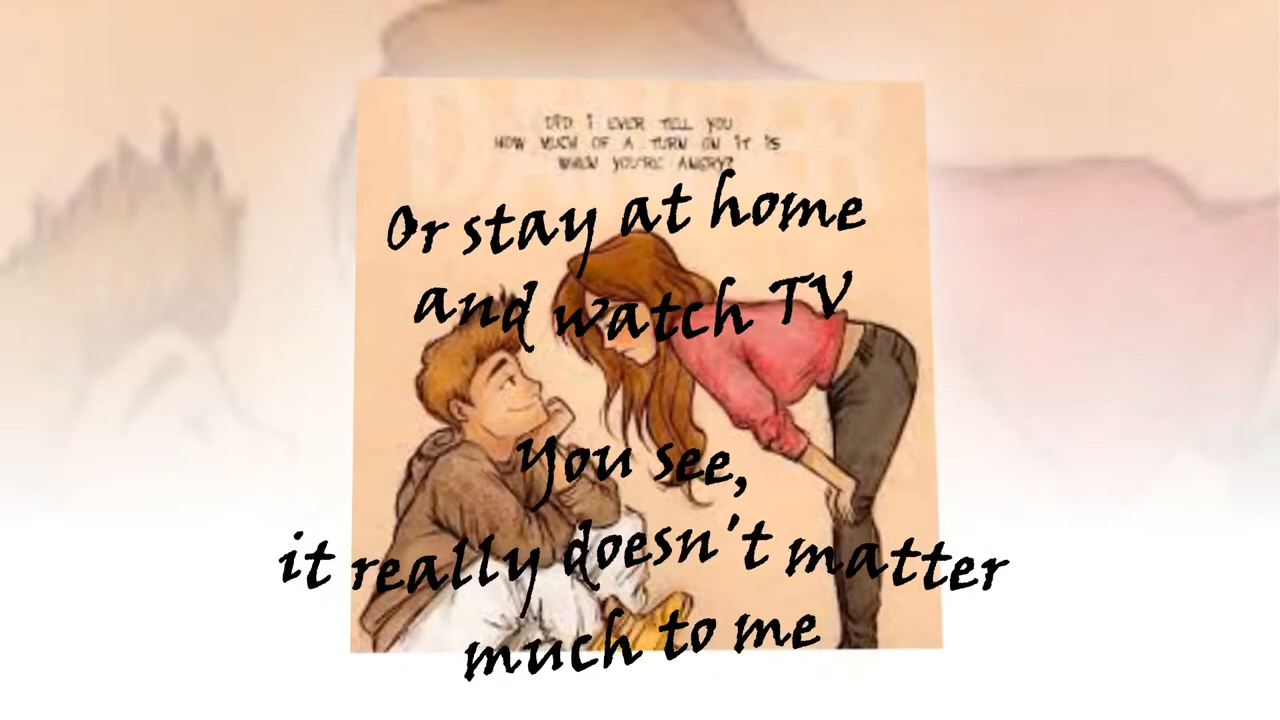 DID I EVER TELL YOU
HOW MUCH OF A TURN ON IT IS
WHEN YOU'RE ANGRY?
Or stay at home
and watch TV
You see,
it really doesn't matter
much to me